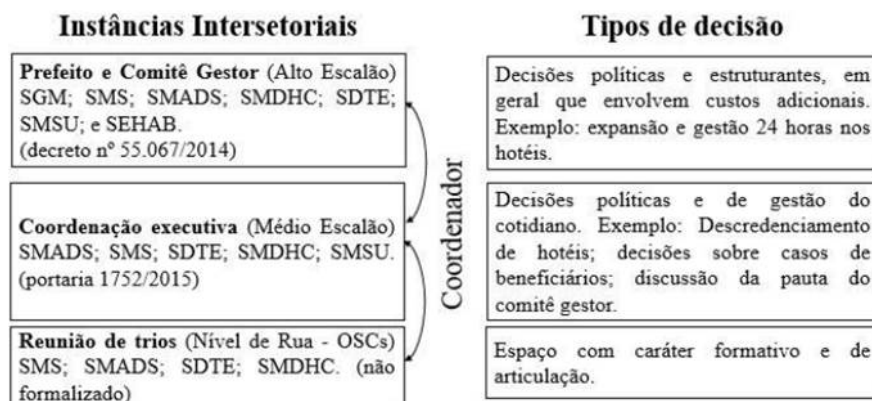 Instâncias Intersetoriais
Prefeito e Comitê Gestor (Alto Escalão)
SGM; SMS; SMADS; SMDHC; SDTE;
SMSU; e SEHAB.
(decreto nº 55.067/2014)
Coordenação executiva (Médio Escalão)
SMADS; SMS; SDTE; SMDHC; SMSU.
(portaria 1752/2015)
Reunião de trios (Nível de Rua - OSCs)
SMS; SMADS; SDTE; SMDHC. (não
formalizado)
Coordenador
Tipos de decisão
Decisões políticas e estruturantes, em
geral que envolvem custos adicionais.
Exemplo: expansão e gestão 24 horas nos
hotéis.
Decisões políticas e de gestão do
cotidiano. Exemplo: Descredenciamento
de hotéis; decisões sobre casos de
beneficiários; discussão da pauta do
comitê gestor.
Espaço com caráter formativo e de
articulação.